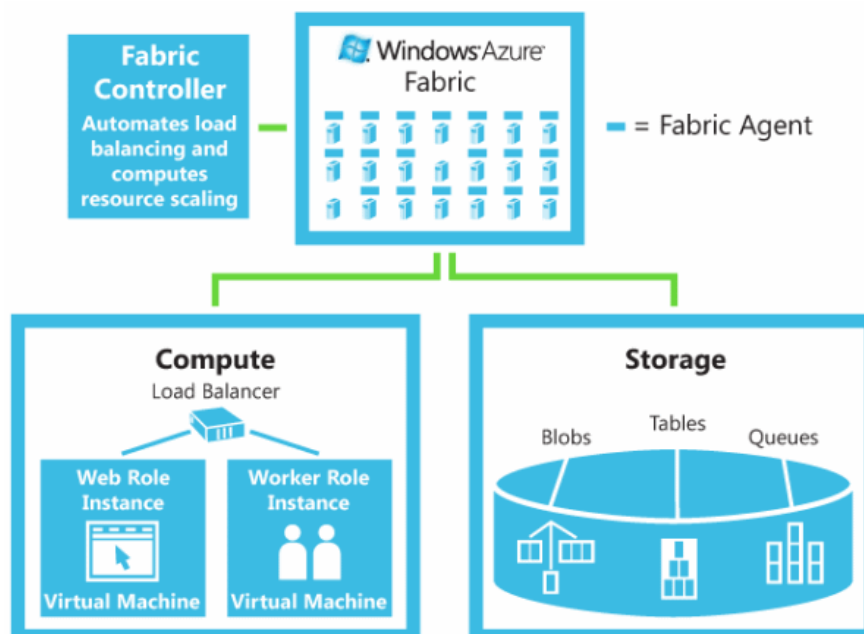 Fabric
Controller
Automates load
balancing and
computes
resource scaling
Windows Azure™
Fabric
= Fabric Agent
Compute
Load Balancer
Web Role
Instance
Virtual Machine
Worker Role
Instance
Virtual Machine
Storage
Blobs
Tables
Queues